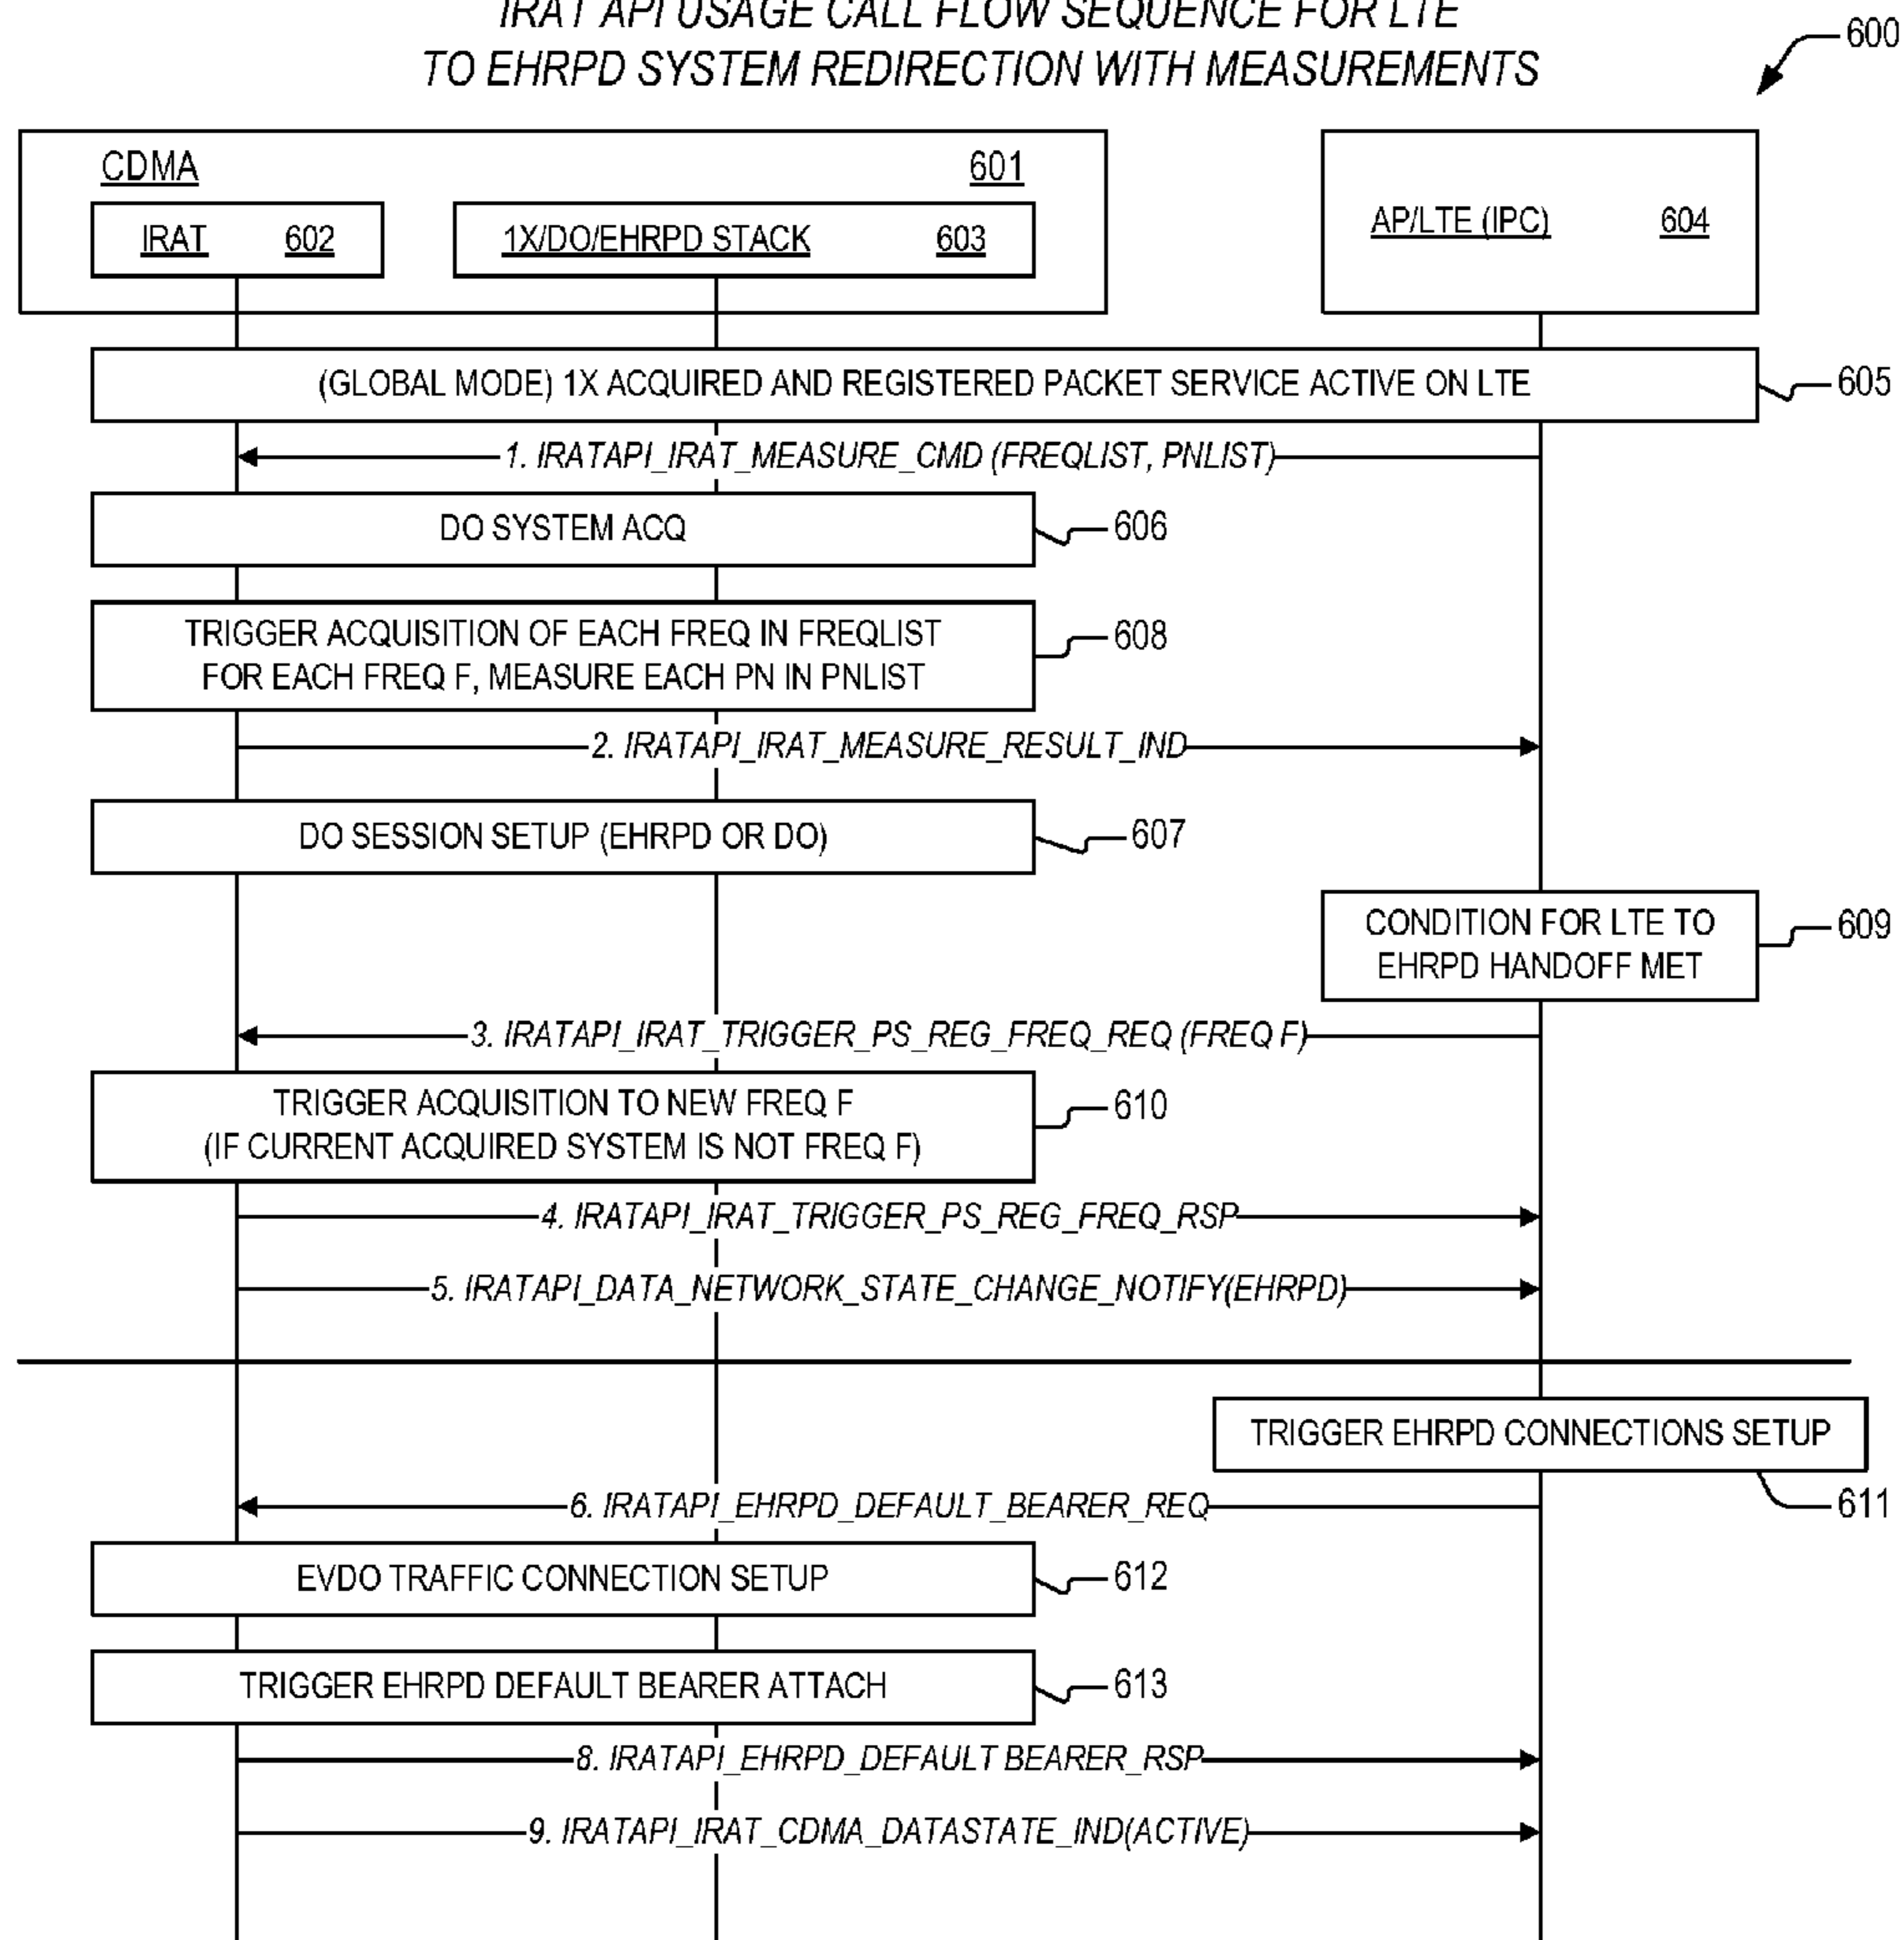 IRAT API USAGE CALL FLOW SEQUENCE FOR LTE
TO EHRPD SYSTEM REDIRECTION WITH MEASUREMENTS
600
CDMA 601
IRAT 602
1X/DO/EHRPD STACK 603
AP/LTE (IPC) 604
(GLOBAL MODE) 1X ACQUIRED AND REGISTERED PACKET SERVICE ACTIVE ON LTE
605
1. IRATAPI_IRAT_MEASURE_CMD (FREQLIST, PNLIST)
DO SYSTEM ACQ
606
TRIGGER ACQUISITION OF EACH FREQ IN FREQLIST
FOR EACH FREQ F, MEASURE EACH PN IN PNLIST
608
2. IRATAPI_IRAT_MEASURE_RESULT_IND
DO SESSION SETUP (EHRPD OR DO)
607
CONDITION FOR LTE TO
EHRPD HANDOFF MET
609
3. IRATAPI_IRAT_TRIGGER_PS_REG_FREQ_REQ (FREQ F)
TRIGGER ACQUISITION TO NEW FREQ F
(IF CURRENT ACQUIRED SYSTEM IS NOT FREQ F)
610
4. IRATAPI_IRAT_TRIGGER_PS_REG_FREQ_RSP
5. IRATAPI_DATA_NETWORK_STATE_CHANGE_NOTIFY(EHRPD)
TRIGGER EHRPD CONNECTIONS SETUP
611
6. IRATAPI_EHRPD_DEFAULT_BEARER_REQ
EVDO TRAFFIC CONNECTION SETUP
612
TRIGGER EHRPD DEFAULT BEARER ATTACH
613
8. IRATAPI_EHRPD_DEFAULT BEARER_RSP
9. IRATAPI_IRAT_CDMA_DATASTATE_IND(ACTIVE)